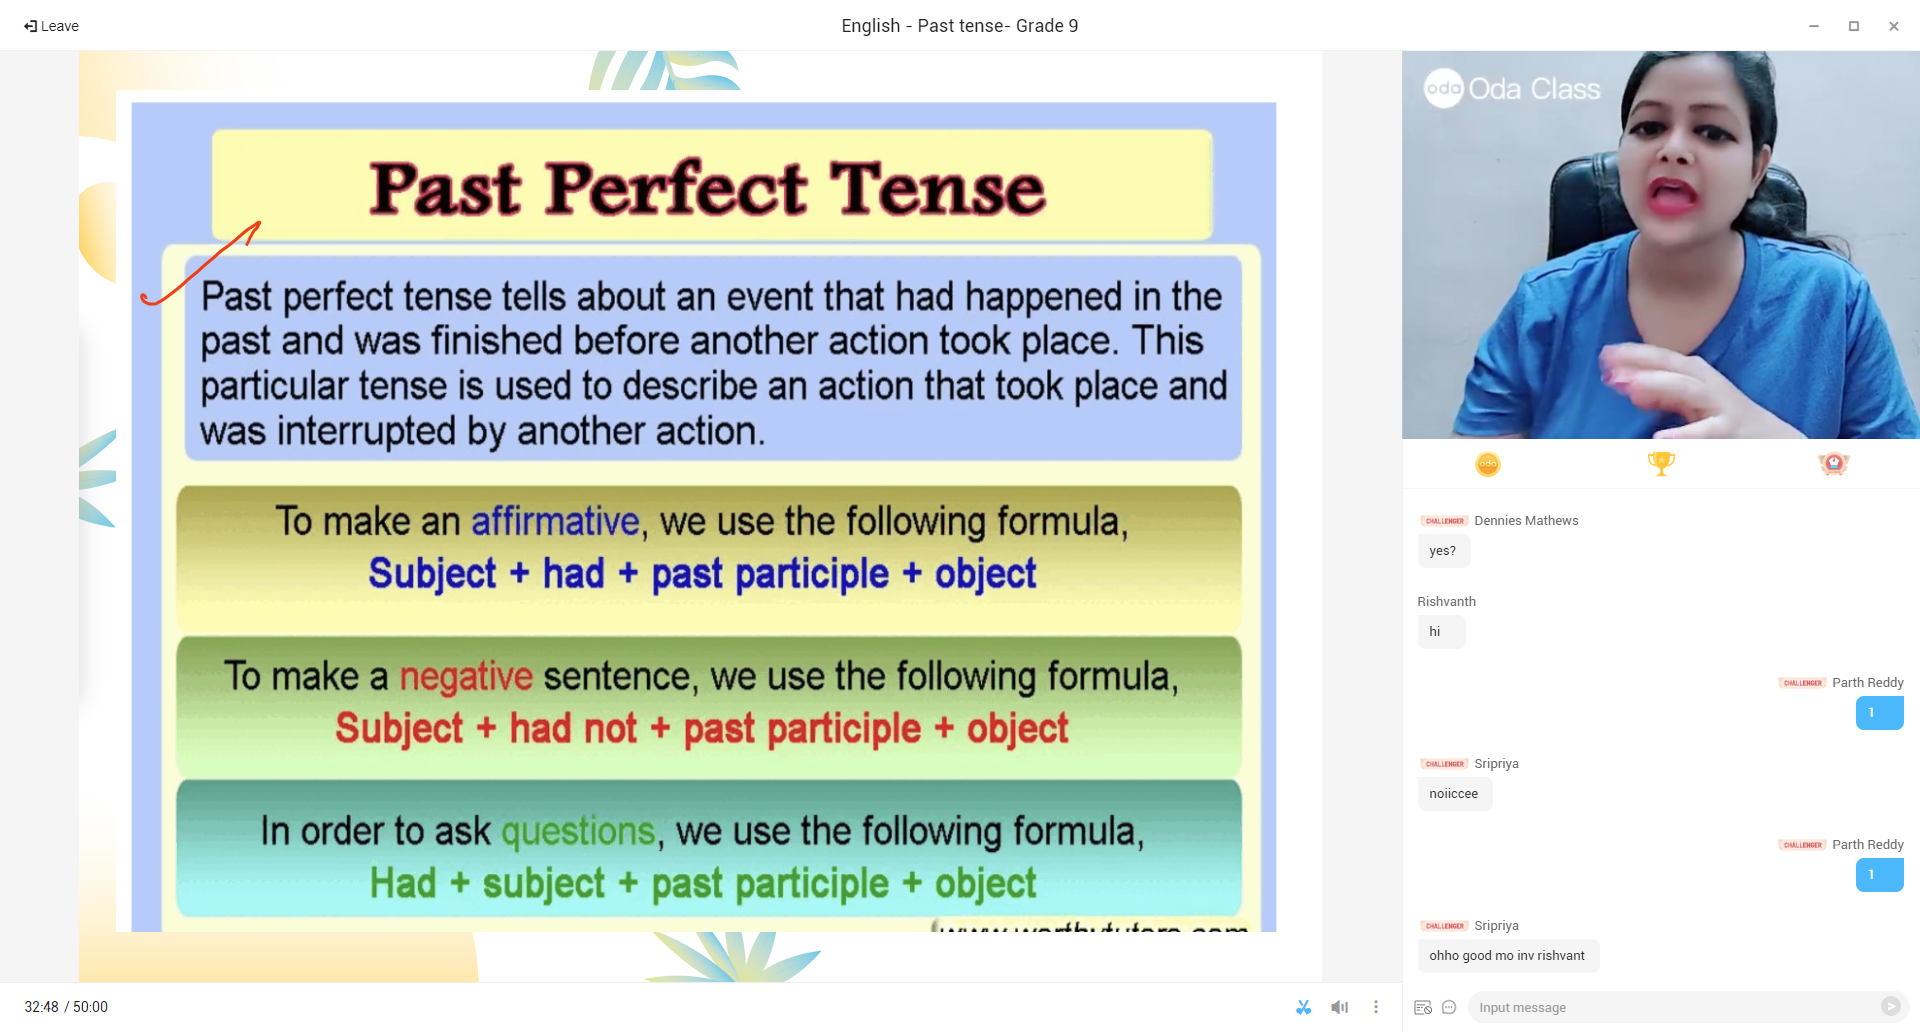 Leave
English - Past tense- Grade 9
Past Perfect Tense
Past perfect tense tells about an event that had happened in the
past and was finished before another action took place. This
particular tense is used to describe an action that took place and
was interrupted by another action.
To make an affirmative, we use the following formula,
Subject + had + past participle + object
To make a negative sentence, we use the following formula,
Subject + had not + past participle + object
In order to ask questions, we use the following formula,
Had + subject + past participle + object
www.worthytutors.com
32:48 / 50:00
oda Oda Class
oda
CHALLENGER Dennies Mathews
yes?
Rishvanth
hi
CHALLENGER Parth Reddy
1
CHALLENGER Sripriya
noiiccee
CHALLENGER Parth Reddy
1
CHALLENGER Sripriya
ohho good mo inv rishvant
Input message